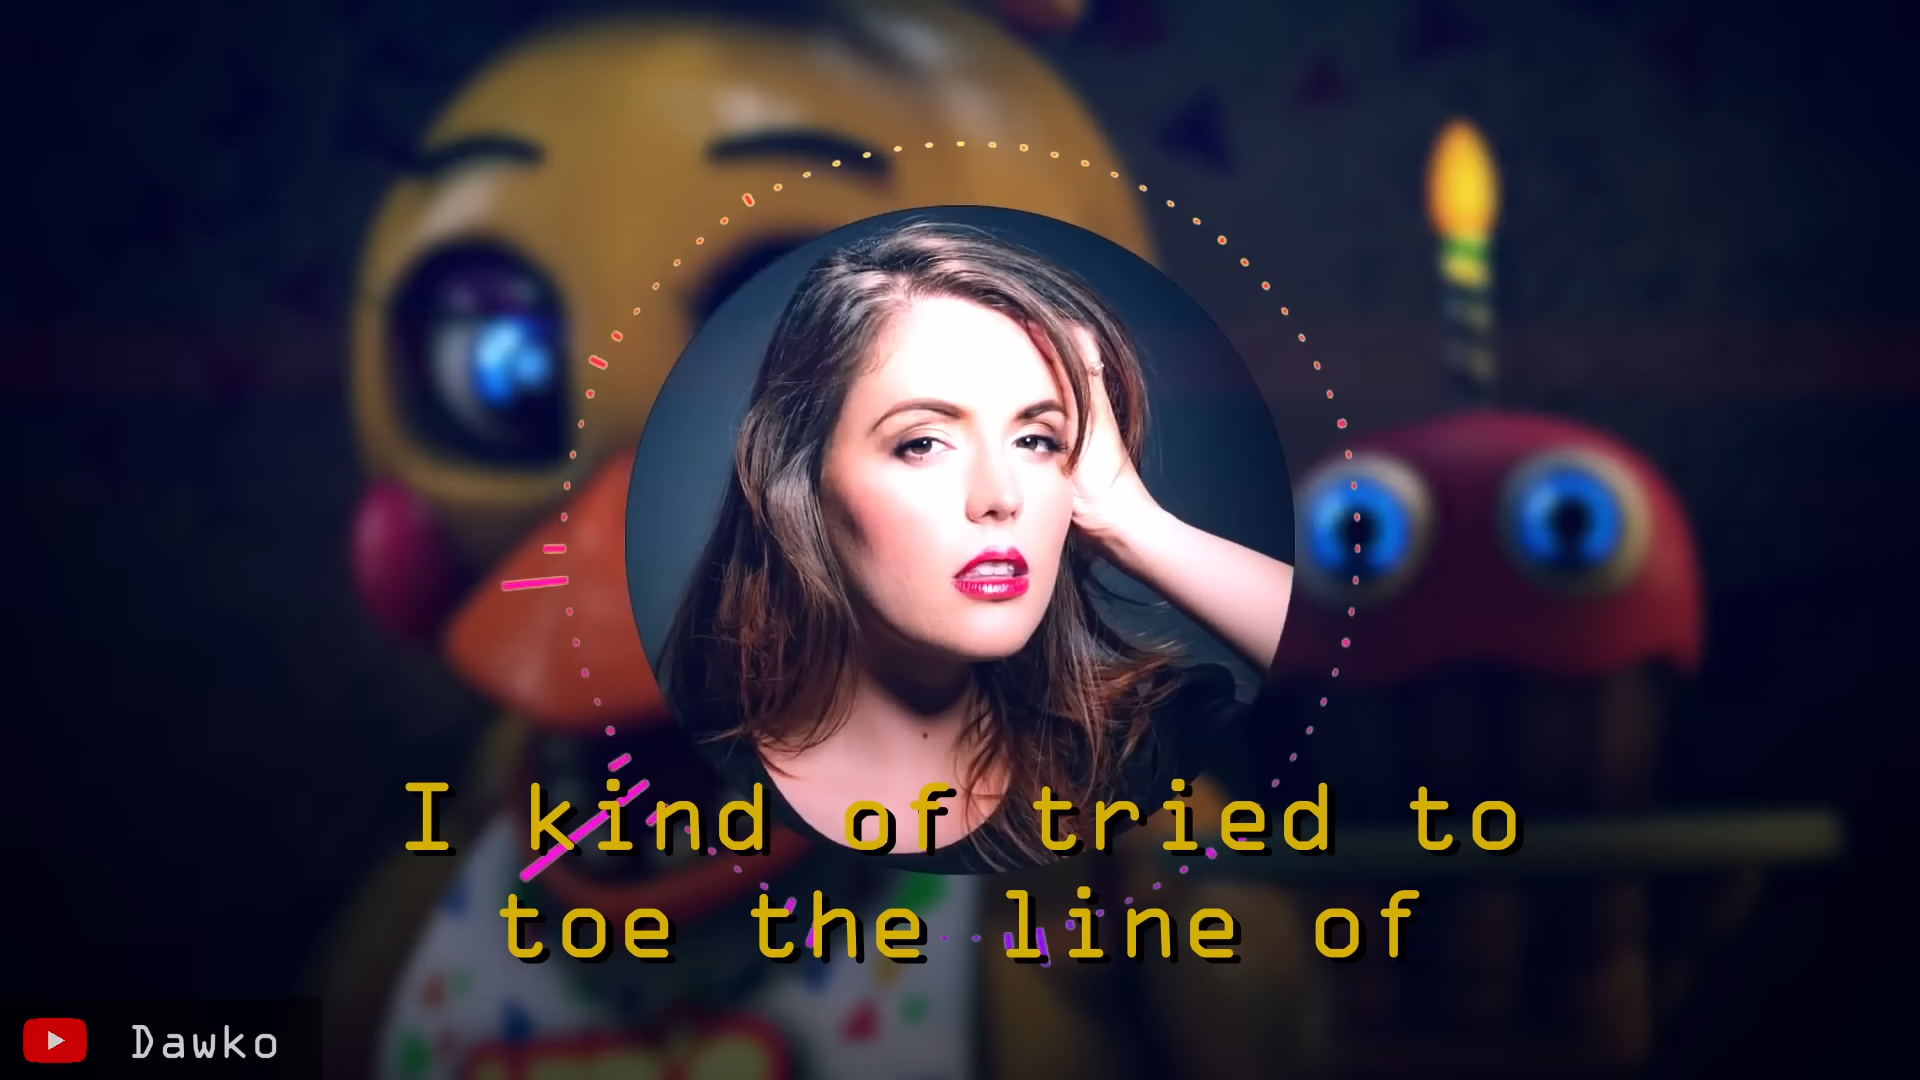 I kind of tried to
toe the line of
Dawko